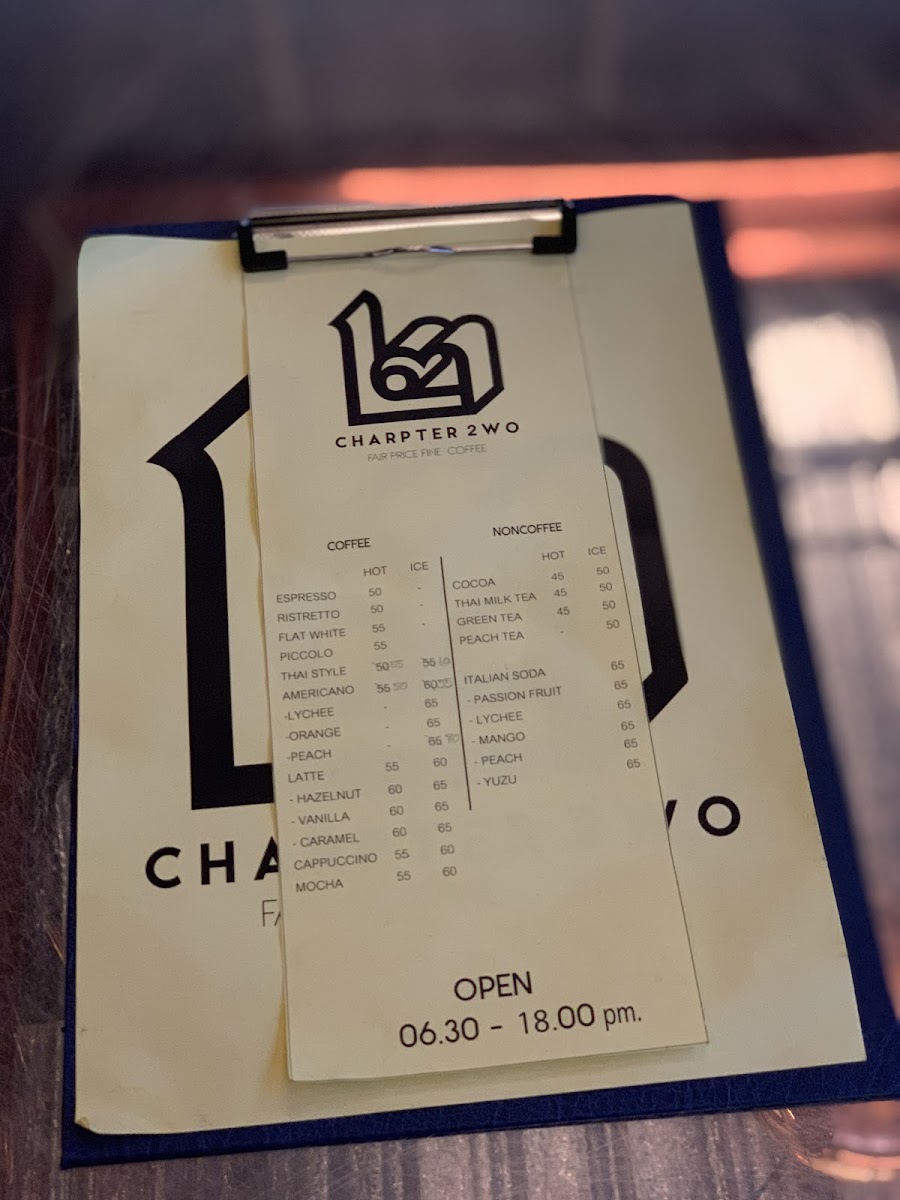 CHARPTER 2WO
FAIR PRICE FINE COFFEE
COFFEE
HOT ICE
ESPRESSO 50 -
RISTRETTO 50 -
FLAT WHITE 55 -
PICCOLO 55
THAI STYLE 50 55
AMERICANO 55 50 60 55
-LYCHEE - 65
-ORANGE - 65
-PEACH - 65
LATTE 55 60
- HAZELNUT 60 65
- VANILLA 60 65
- CARAMEL 60 65
CAPPUCCINO 55 60
MOCHA 55 60
NONCOFFEE
HOT ICE
COCOA 45 50
THAI MILK TEA 45 50
GREEN TEA 45 50
PEACH TEA - 50
ITALIAN SODA 65
- PASSION FRUIT 65
- LYCHEE 65
- MANGO 65
- PEACH 65
- YUZU 65
OPEN
06.30 - 18.00 pm.
CHA